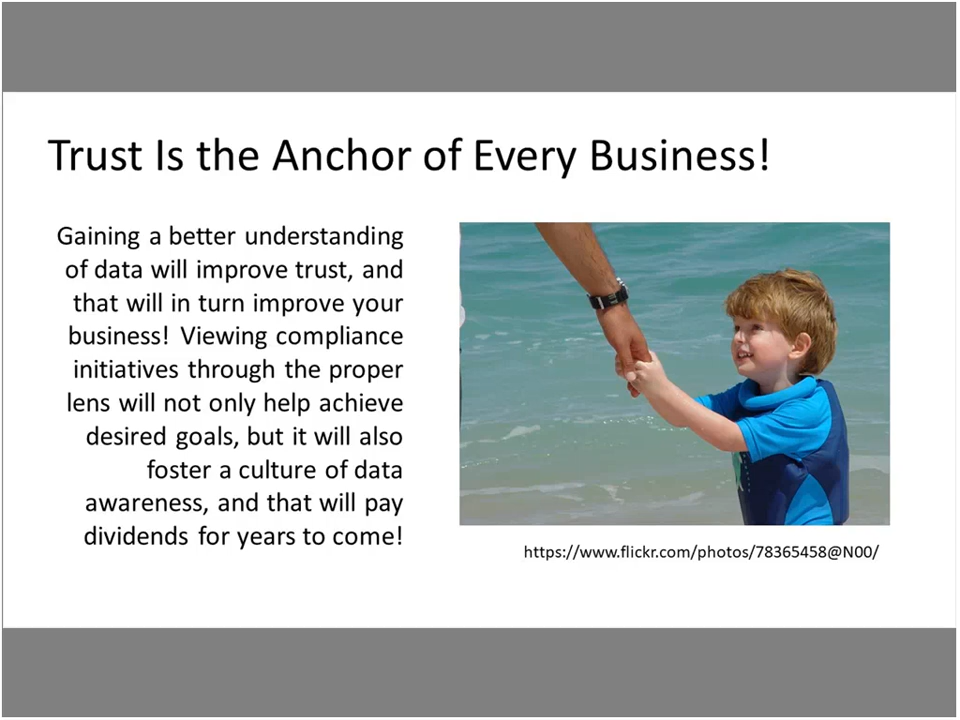 Trust Is the Anchor of Every Business!
Gaining a better understanding
of data will improve trust, and
that will in turn improve your
business! Viewing compliance
initiatives through the proper
lens will not only help achieve
desired goals, but it will also
foster a culture of data
awareness, and that will pay
dividends for years to come!
https://www.flickr.com/photos/78365458@N00/